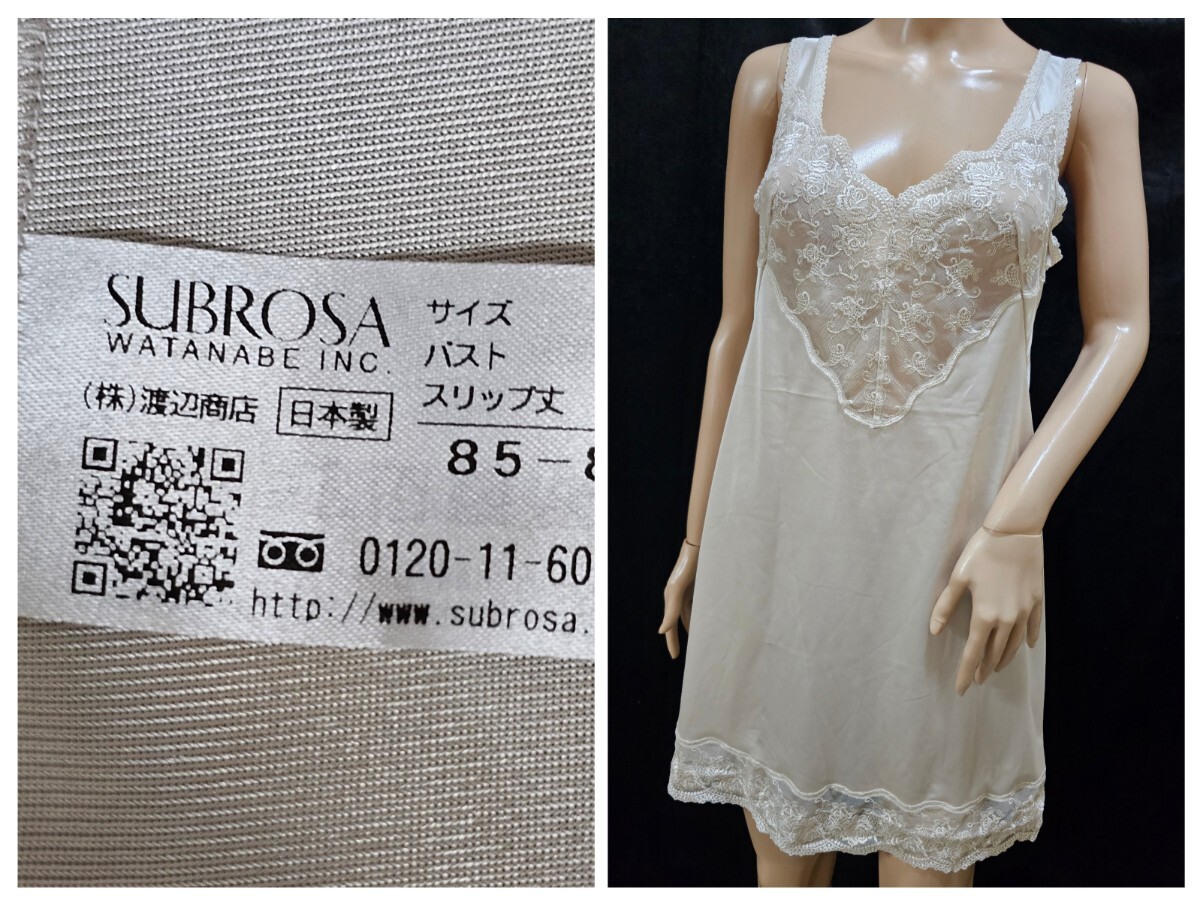 SUBROSA
WATANABE INC.
(株)渡辺商店 日本製
サイズ
バスト
スリップ丈
85-8
0120-11-60
http://www.subrosa.